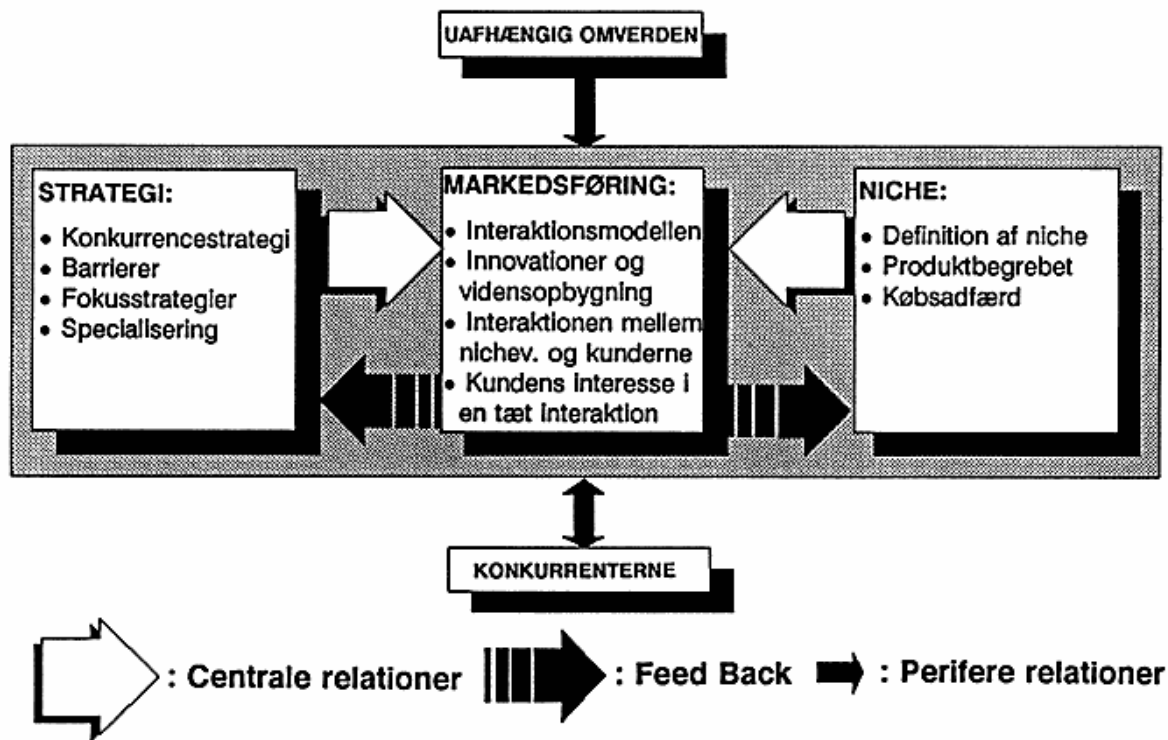 UAFHÆNGIG OMVERDEN
STRATEGI:
• Konkurrencestrategi
• Barrierer
• Fokusstrategier
• Specialisering
MARKEDSFØRING:
• Interaktionsmodellen
• Innovationer og
vidensopbygning
• Interaktionen mellem
nichev. og kunderne
• Kundens interesse i
en tæt interaktion
NICHE:
• Definition af niche
• Produktbegrebet
• Købsadfærd
KONKURRENTERNE
: Centrale relationer
: Feed Back
: Perifere relationer